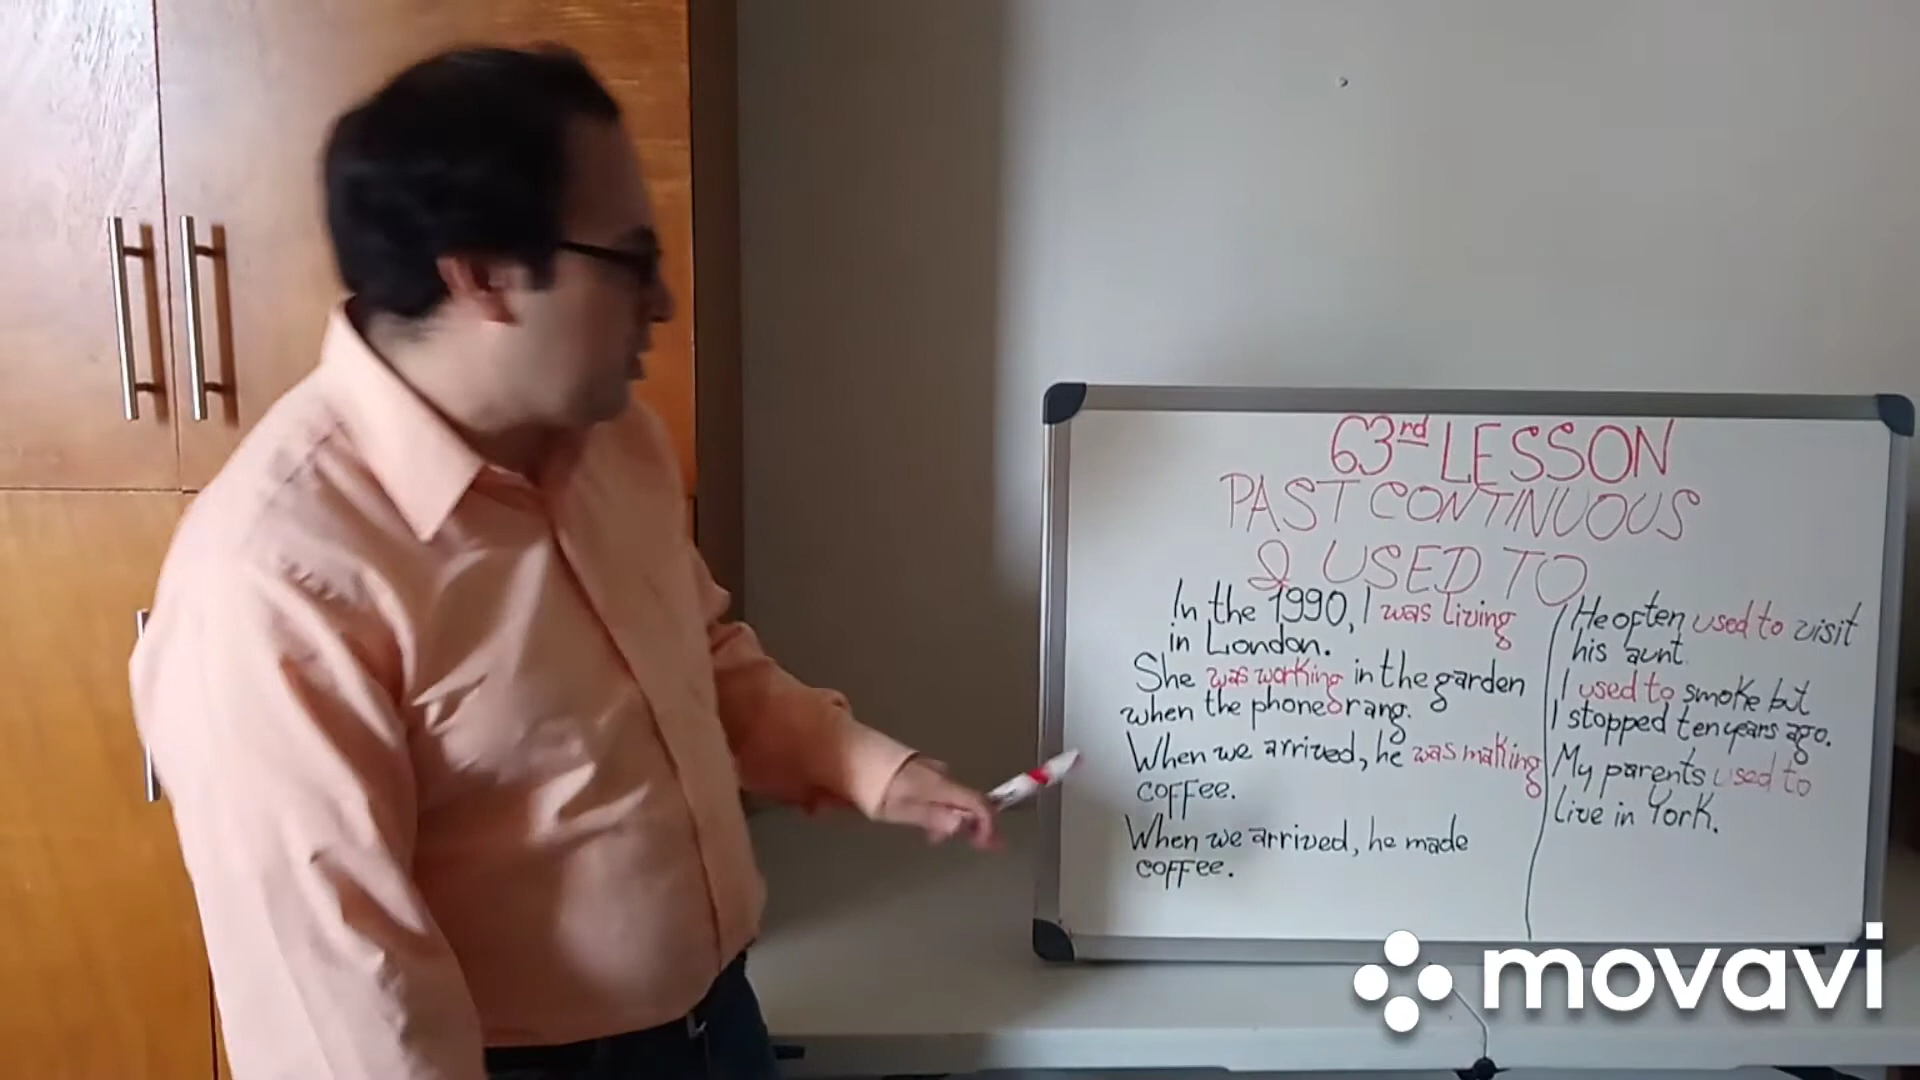 63rd LESSON
PAST CONTINUOUS
& USED TO
In the 1990, I was living
in London.
She was working in the garden
when the phone rang.
When we arrived, he was making
coffee.
When we arrived, he made
coffee.
He often used to visit
his aunt.
I used to smoke but
I stopped ten years ago.
My parents used to
live in York.
movavi